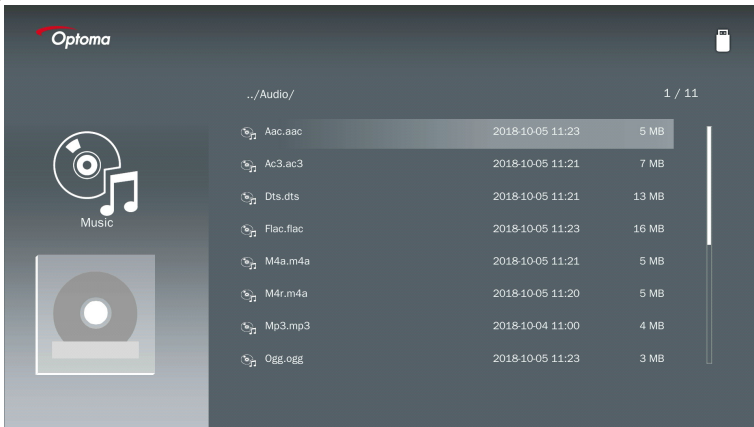 Optoma
../Audio/ 1 / 11
Aac.aac 2018-10-05 11:23 5 MB
Ac3.ac3 2018-10-05 11:21 7 MB
Dts.dts 2018-10-05 11:21 13 MB
Flac.flac 2018-10-05 11:23 16 MB
M4a.m4a 2018-10-05 11:21 5 MB
M4r.m4a 2018-10-05 11:20 5 MB
Mp3.mp3 2018-10-04 11:00 4 MB
Ogg.ogg 2018-10-05 11:23 3 MB
Music